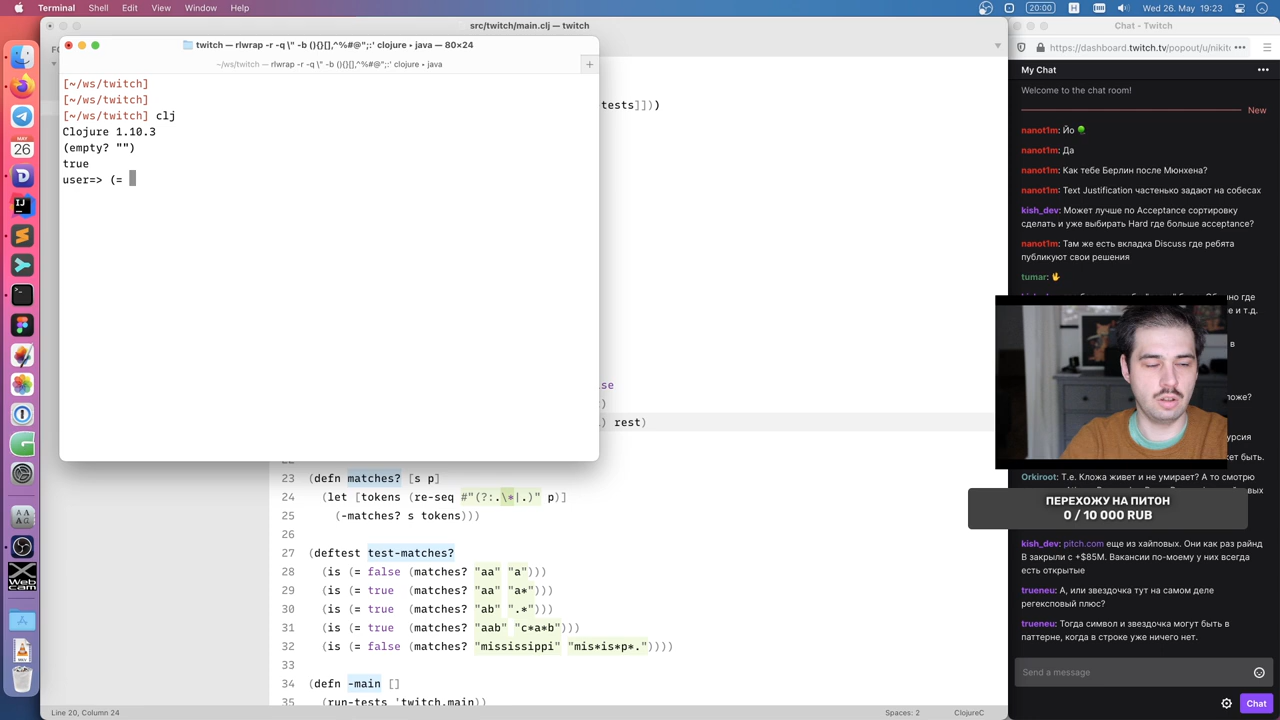 Terminal Shell Edit View Window Help
20:00
Wed 26. May 19:23
src/twitch/main.clj — twitch
Chat - Twitch
twitch — rlwrap -r -q \" -b (){}[],^%#@";:' clojure • java — 80×24
~/ws/twitch — rlwrap -r -q \" -b (){}[],^%#@";:' clojure • java
[~/ws/twitch]
[~/ws/twitch]
[~/ws/twitch] clj
Clojure 1.10.3
(empty? "")
true
user=> (=
tests]]))
lse
)
) rest)
23 (defn matches? [s p]
24 (let [tokens (re-seq #"(?:.\*|.)" p)]
25 (-matches? s tokens)))
26
27 (deftest test-matches?
28 (is (= false (matches? "aa" "a")))
29 (is (= true (matches? "aa" "a*")))
30 (is (= true (matches? "ab" ".*")))
31 (is (= true (matches? "aab" "c*a*b")))
32 (is (= false (matches? "mississippi" "mis*is*p*."))))
33
34 (defn -main []
35 (run-tests 'twitch.main))
Line 20, Column 24
Spaces: 2
ClojureC
https://dashboard.twitch.tv/popout/u/nikito
My Chat
Welcome to the chat room!
New
nanot1m: Йо
nanot1m: Да
nanot1m: Как тебе Берлин после Мюнхена?
nanot1m: Text Justification частенько задают на собесах
kish_dev: Может лучше по Acceptance сортировку
сделать и уже выбирать Hard где больше acceptance?
nanot1m: Там же есть вкладка Discuss где ребята
публикуют свои решения
tumar:
Orkiroot: Т.е. Кложа живет и не умирает? А то смотрю
ПЕРЕХОЖУ НА ПИТОН
0 / 10 000 RUB
kish_dev: pitch.com еще из хайповых. Они как раз райнд
B закрыли с +$85M. Вакансии по-моему у них всегда
есть открытые
trueneu: А, или звездочка тут на самом деле
регексповый плюс?
trueneu: Тогда символ и звездочка могут быть в
паттерне, когда в строке уже ничего нет.
Send a message
Chat
MAY
26